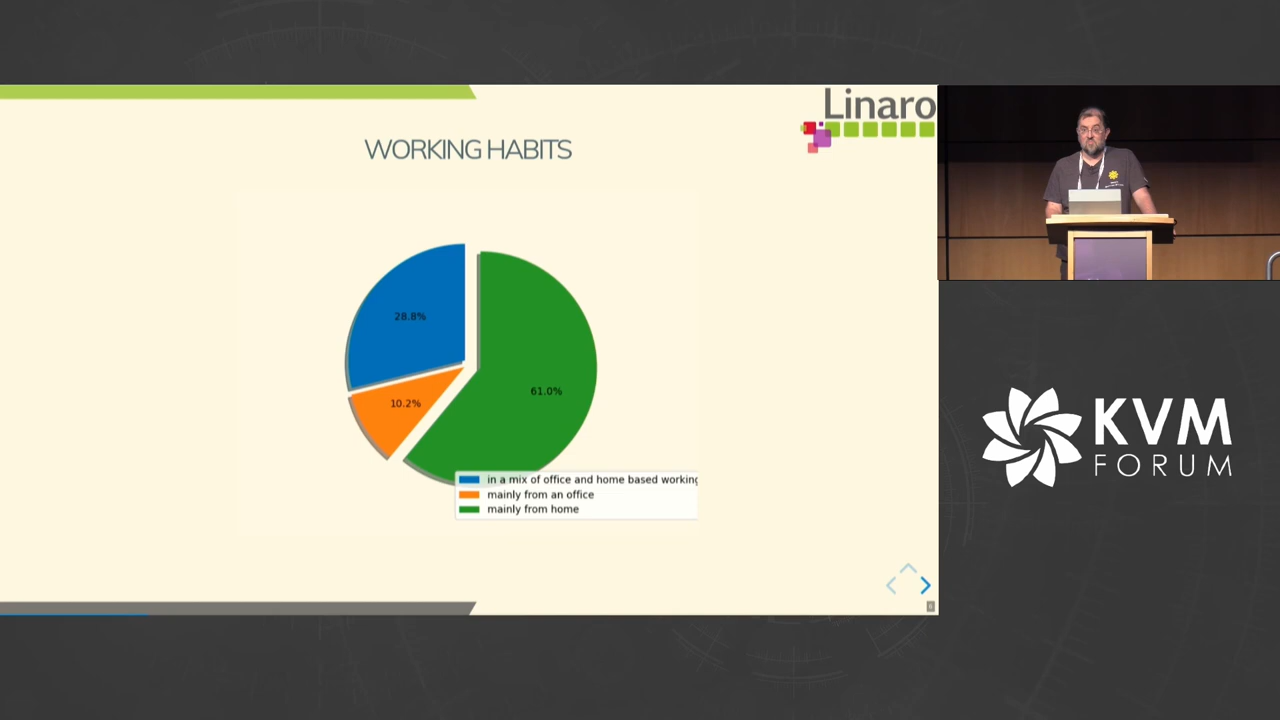 Linaro
WORKING HABITS
28.8%
61.0%
10.2%
in a mix of office and home based working
mainly from an office
mainly from home
KVM
FORUM